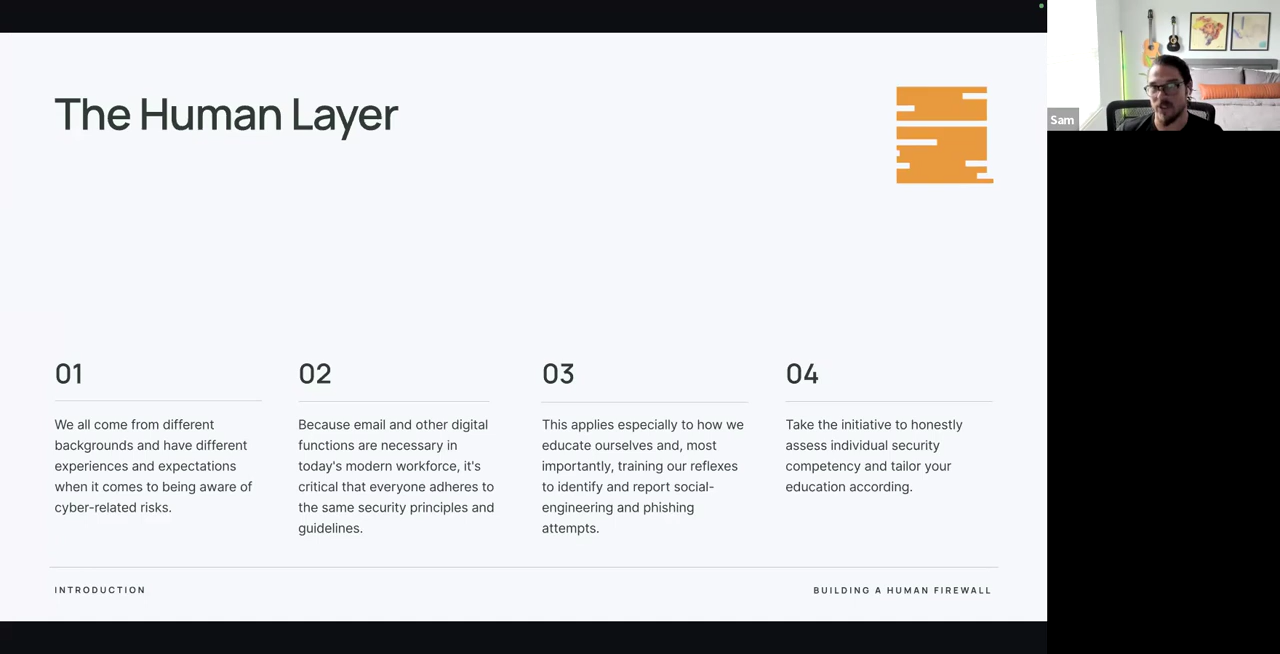 The Human Layer
01
We all come from different
backgrounds and have different
experiences and expectations
when it comes to being aware of
cyber-related risks.
02
Because email and other digital
functions are necessary in
today's modern workforce, it's
critical that everyone adheres to
the same security principles and
guidelines.
03
This applies especially to how we
educate ourselves and, most
importantly, training our reflexes
to identify and report social-
engineering and phishing
attempts.
04
Take the initiative to honestly
assess individual security
competency and tailor your
education according.
INTRODUCTION
BUILDING A HUMAN FIREWALL
Sam